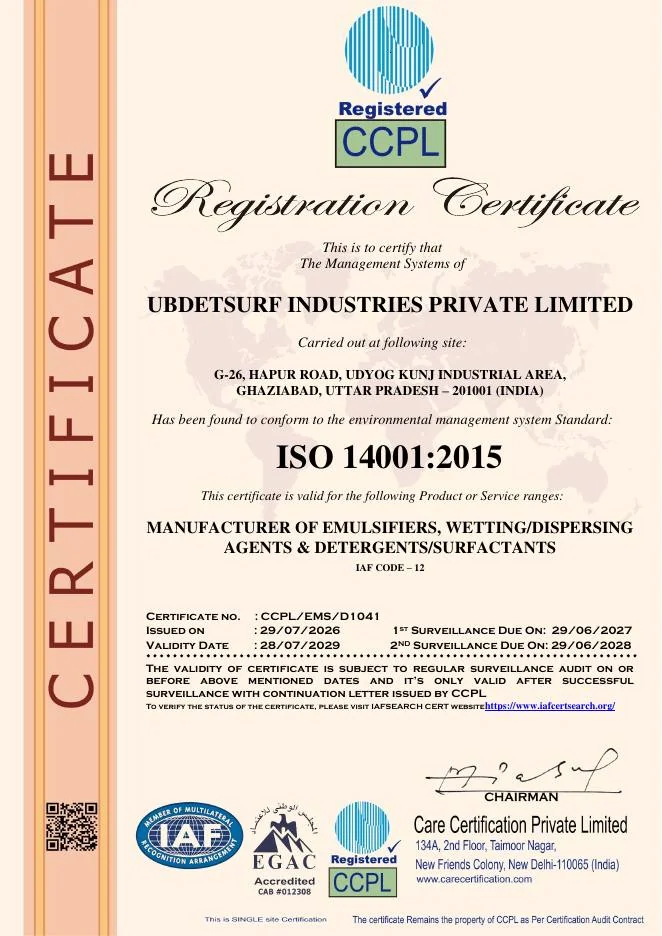 Registered
CCPL
Registration Certificate
This is to certify that
The Management Systems of
UBDETSURF INDUSTRIES PRIVATE LIMITED
Carried out at following site:
G-26, HAPUR ROAD, UDYOG KUNJ INDUSTRIAL AREA,
GHAZIABAD, UTTAR PRADESH – 201001 (INDIA)
Has been found to conform to the environmental management system Standard:
ISO 14001:2015
This certificate is valid for the following Product or Service ranges:
MANUFACTURER OF EMULSIFIERS, WETTING/DISPERSING
AGENTS & DETERGENTS/SURFACTANTS
IAF CODE – 12
CERTIFICATE NO. : CCPL/EMS/D1041
ISSUED ON : 29/07/2026 1ST SURVEILLANCE DUE ON: 29/06/2027
VALIDITY DATE : 28/07/2029 2ND SURVEILLANCE DUE ON: 29/06/2028
THE VALIDITY OF CERTIFICATE IS SUBJECT TO REGULAR SURVEILLANCE AUDIT ON OR
BEFORE ABOVE MENTIONED DATES AND IT'S ONLY VALID AFTER SUCCESSFUL
SURVEILLANCE WITH CONTINUATION LETTER ISSUED BY CCPL
TO VERIFY THE STATUS OF THE CERTIFICATE, PLEASE VISIT IAFSEARCH CERT WEBSITEhttps://www.iafcertsearch.org/
CERTIFICATE
CHAIRMAN
MEMBER OF MULTILATERAL
IAF
RECOGNITION ARRANGEMENT
المجلس الوطني للاعتماد
EGAC
Accredited
CAB #012308
Registered
CCPL
Care Certification Private Limited
134A, 2nd Floor, Taimoor Nagar,
New Friends Colony, New Delhi-110065 (India)
www.carecertification.com
This is SINGLE site Certification
The certificate Remains the property of CCPL as Per Certification Audit Contract